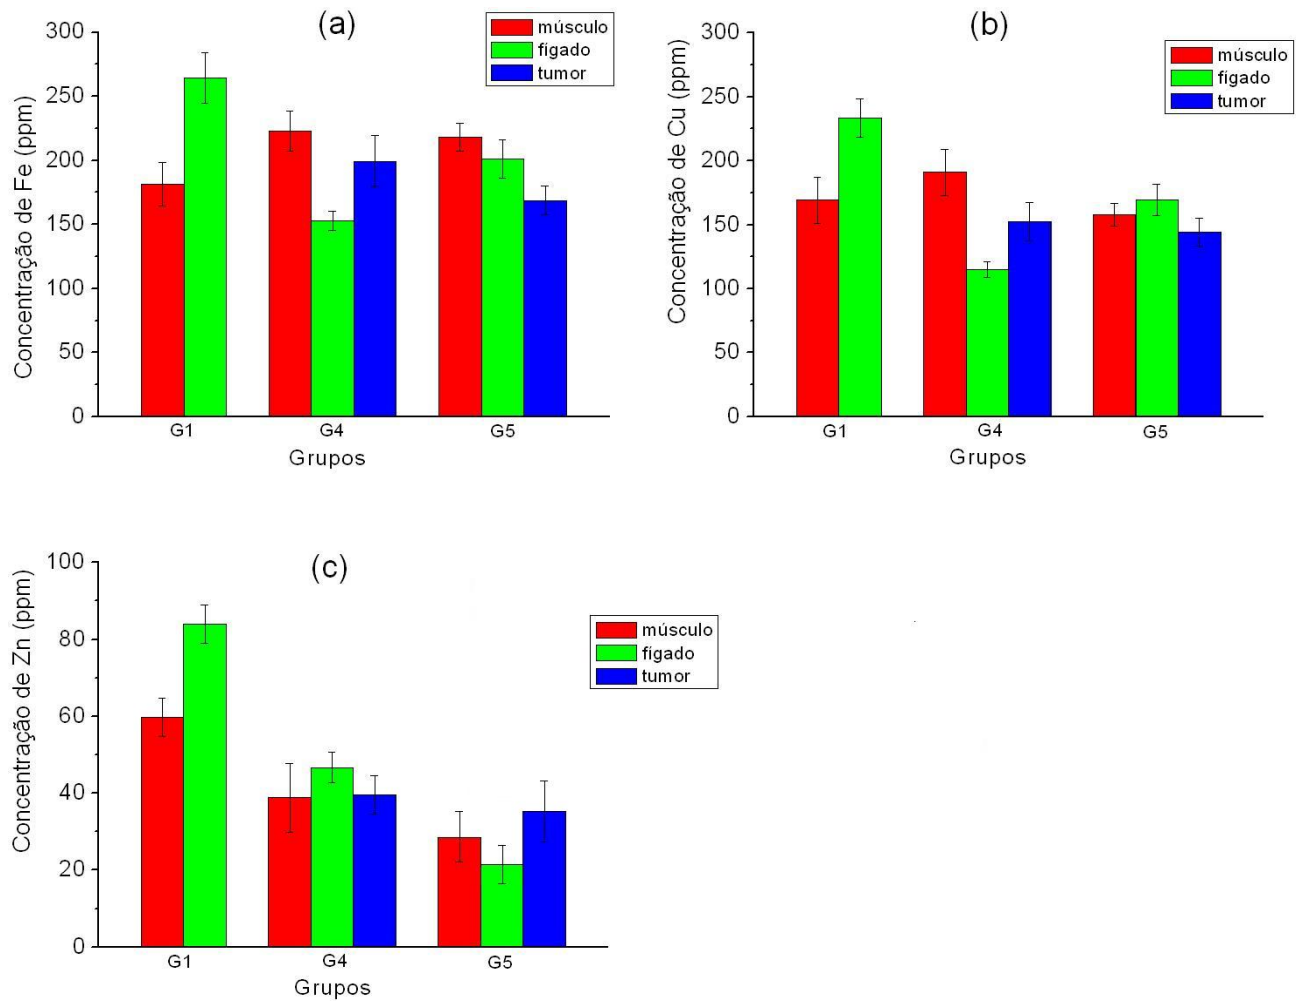 (a)
músculo
fígado
tumor
Concentração de Fe (ppm)
300
250
200
150
100
50
0
G1 G4 G5
Grupos
(b)
músculo
fígado
tumor
Concentração de Cu (ppm)
300
250
200
150
100
50
0
G1 G4 G5
Grupos
(c)
músculo
fígado
tumor
Concentração de Zn (ppm)
100
80
60
40
20
0
G1 G4 G5
Grupos